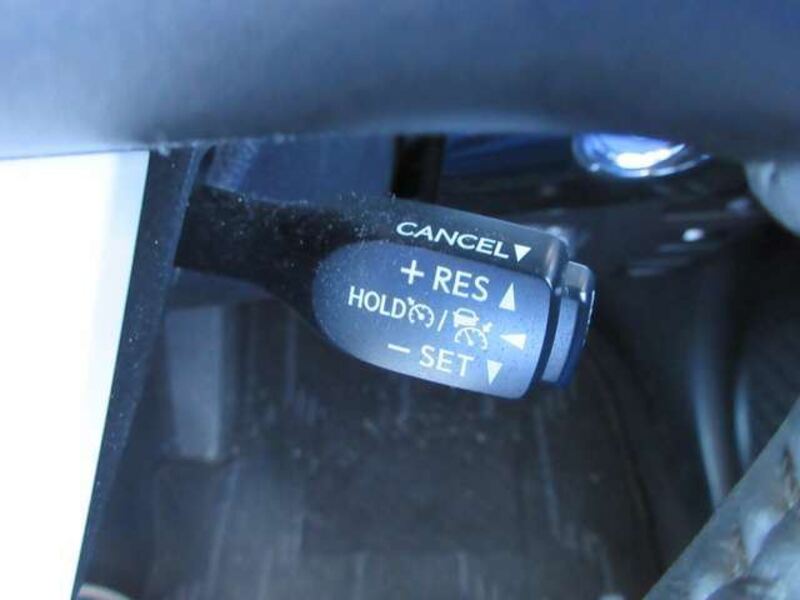 CANCEL▼
+ RES ▲
HOLD / ◀
− SET ▼